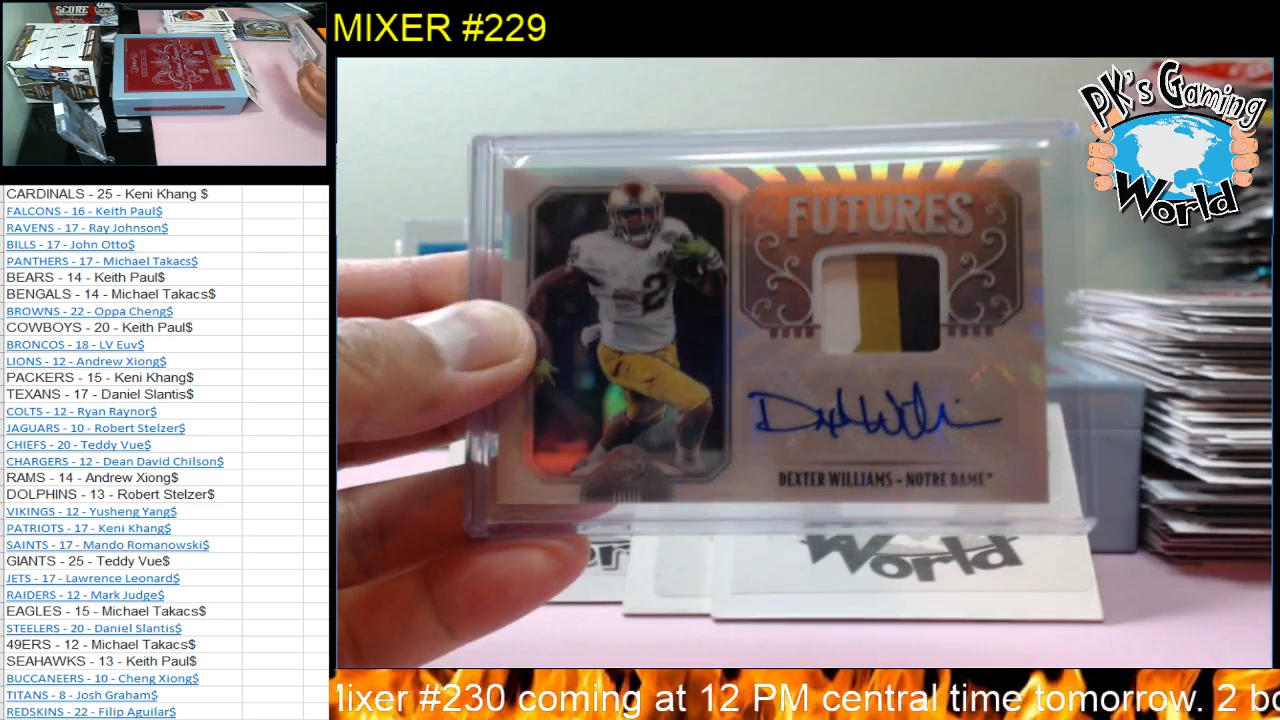 SCORE
MIXER #229
PK's Gaming
World
CARDINALS - 25 - Keni Khang $
FALCONS - 16 - Keith Paul$
RAVENS - 17 - Ray Johnson$
BILLS - 17 - John Otto$
PANTHERS - 17 - Michael Takacs$
BEARS - 14 - Keith Paul$
BENGALS - 14 - Michael Takacs$
BROWNS - 22 - Oppa Cheng$
COWBOYS - 20 - Keith Paul$
BRONCOS - 18 - LV Euv$
LIONS - 12 - Andrew Xiong$
PACKERS - 15 - Keni Khang$
TEXANS - 17 - Daniel Slantis$
COLTS - 12 - Ryan Raynor$
JAGUARS - 10 - Robert Stelzer$
CHIEFS - 20 - Teddy Vue$
CHARGERS - 12 - Dean David Chilson$
RAMS - 14 - Andrew Xiong$
DOLPHINS - 13 - Robert Stelzer$
VIKINGS - 12 - Yusheng Yang$
PATRIOTS - 17 - Keni Khang$
SAINTS - 17 - Mando Romanowski$
GIANTS - 25 - Teddy Vue$
JETS - 17 - Lawrence Leonard$
RAIDERS - 12 - Mark Judge$
EAGLES - 15 - Michael Takacs$
STEELERS - 20 - Daniel Slantis$
49ERS - 12 - Michael Takacs$
SEAHAWKS - 13 - Keith Paul$
BUCCANEERS - 10 - Cheng Xiong$
TITANS - 8 - Josh Graham$
REDSKINS - 22 - Filip Aguilar$
FUTURES
2
DEXTER WILLIAMS - NOTRE DAME
World
Mixer #230 coming at 12 PM central time tomorrow. 2 bo